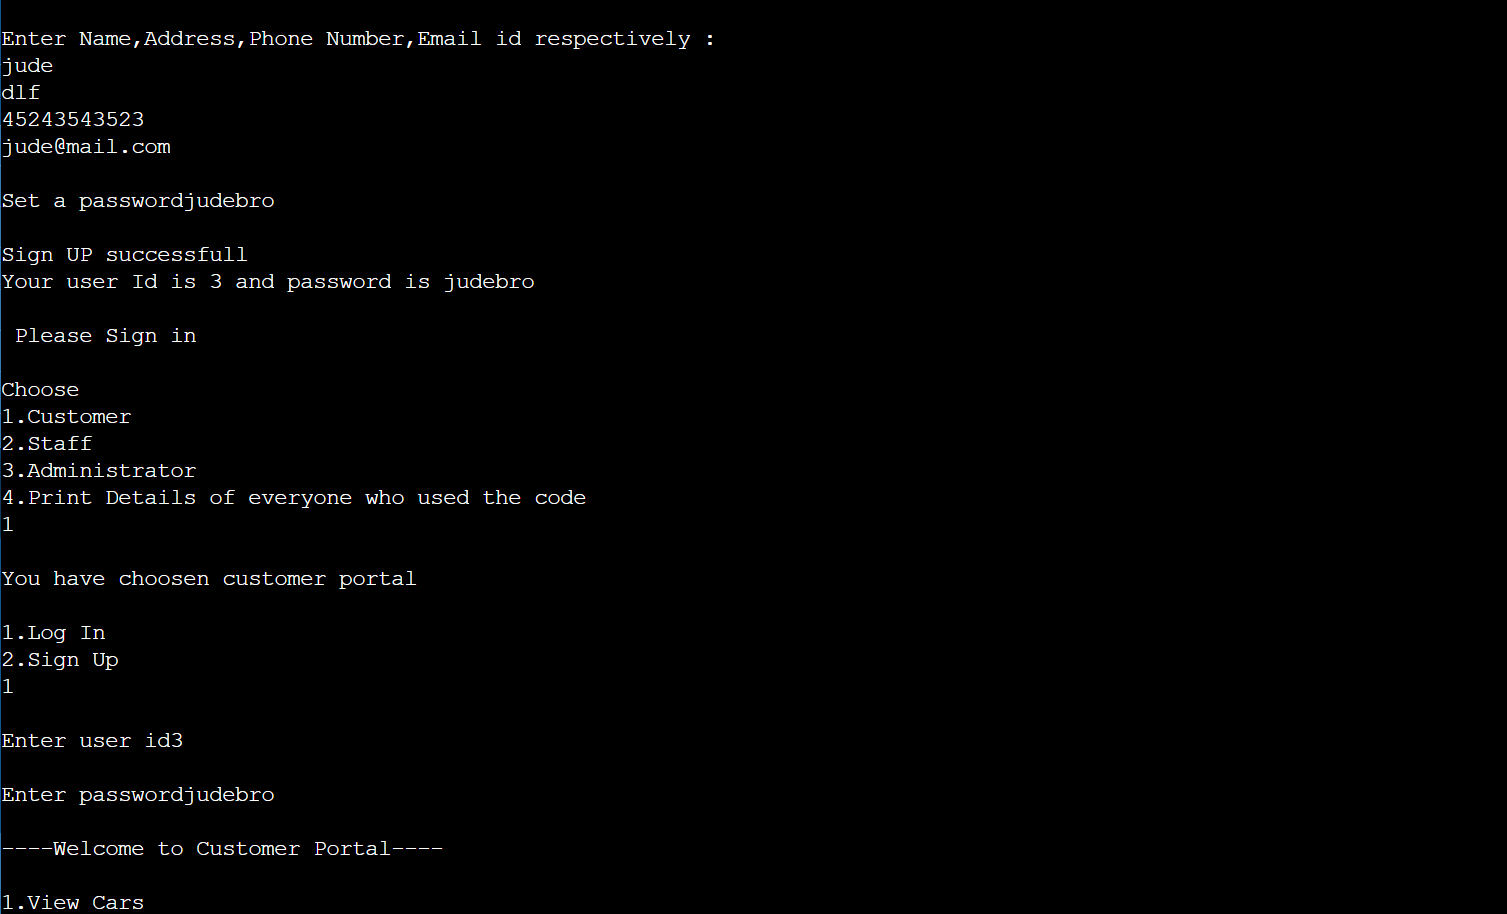 Enter Name,Address,Phone Number,Email id respectively :
jude
dlf
45243543523
jude@mail.com
Set a passwordjudebro
Sign UP successfull
Your user Id is 3 and password is judebro
Please Sign in
Choose
1.Customer
2.Staff
3.Administrator
4.Print Details of everyone who used the code
1
You have choosen customer portal
1.Log In
2.Sign Up
1
Enter user id3
Enter passwordjudebro
----Welcome to Customer Portal----
1.View Cars